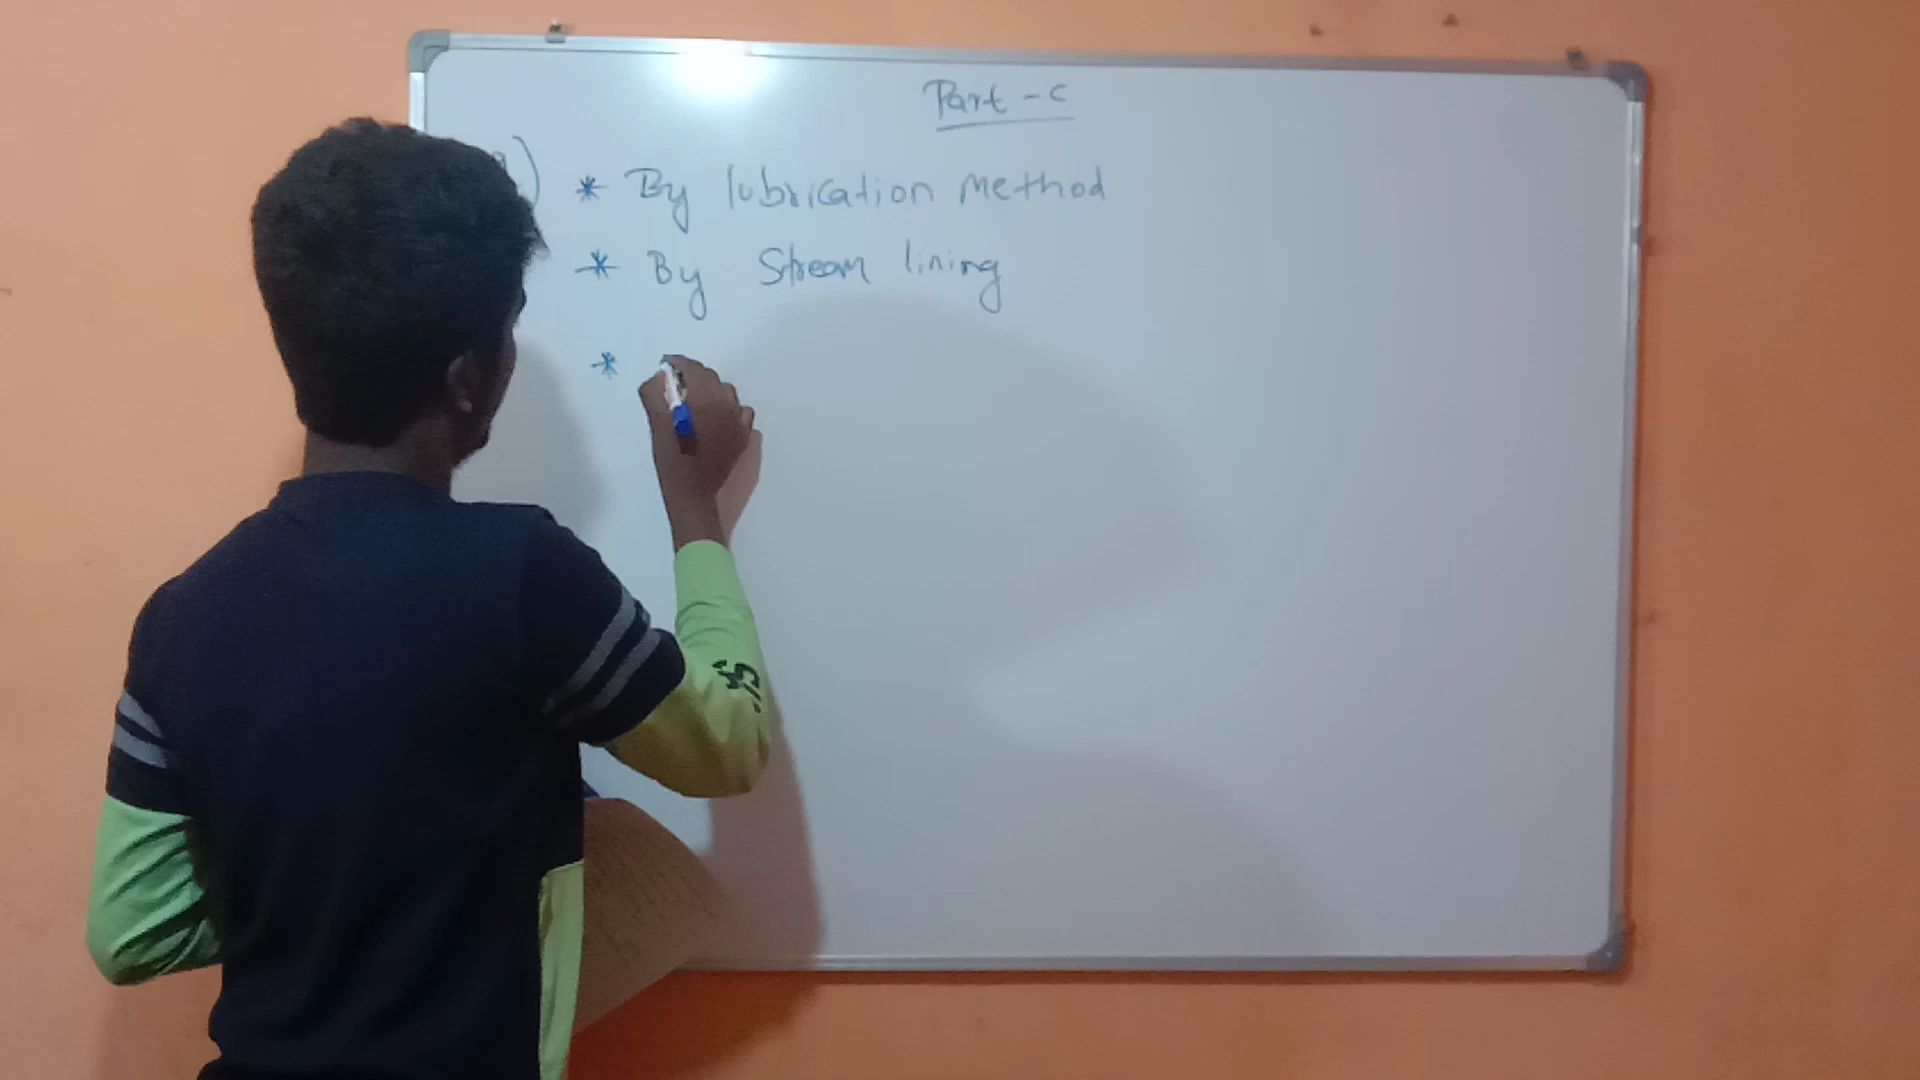 Part - c
* By lubrication method
* By Stream lining
*